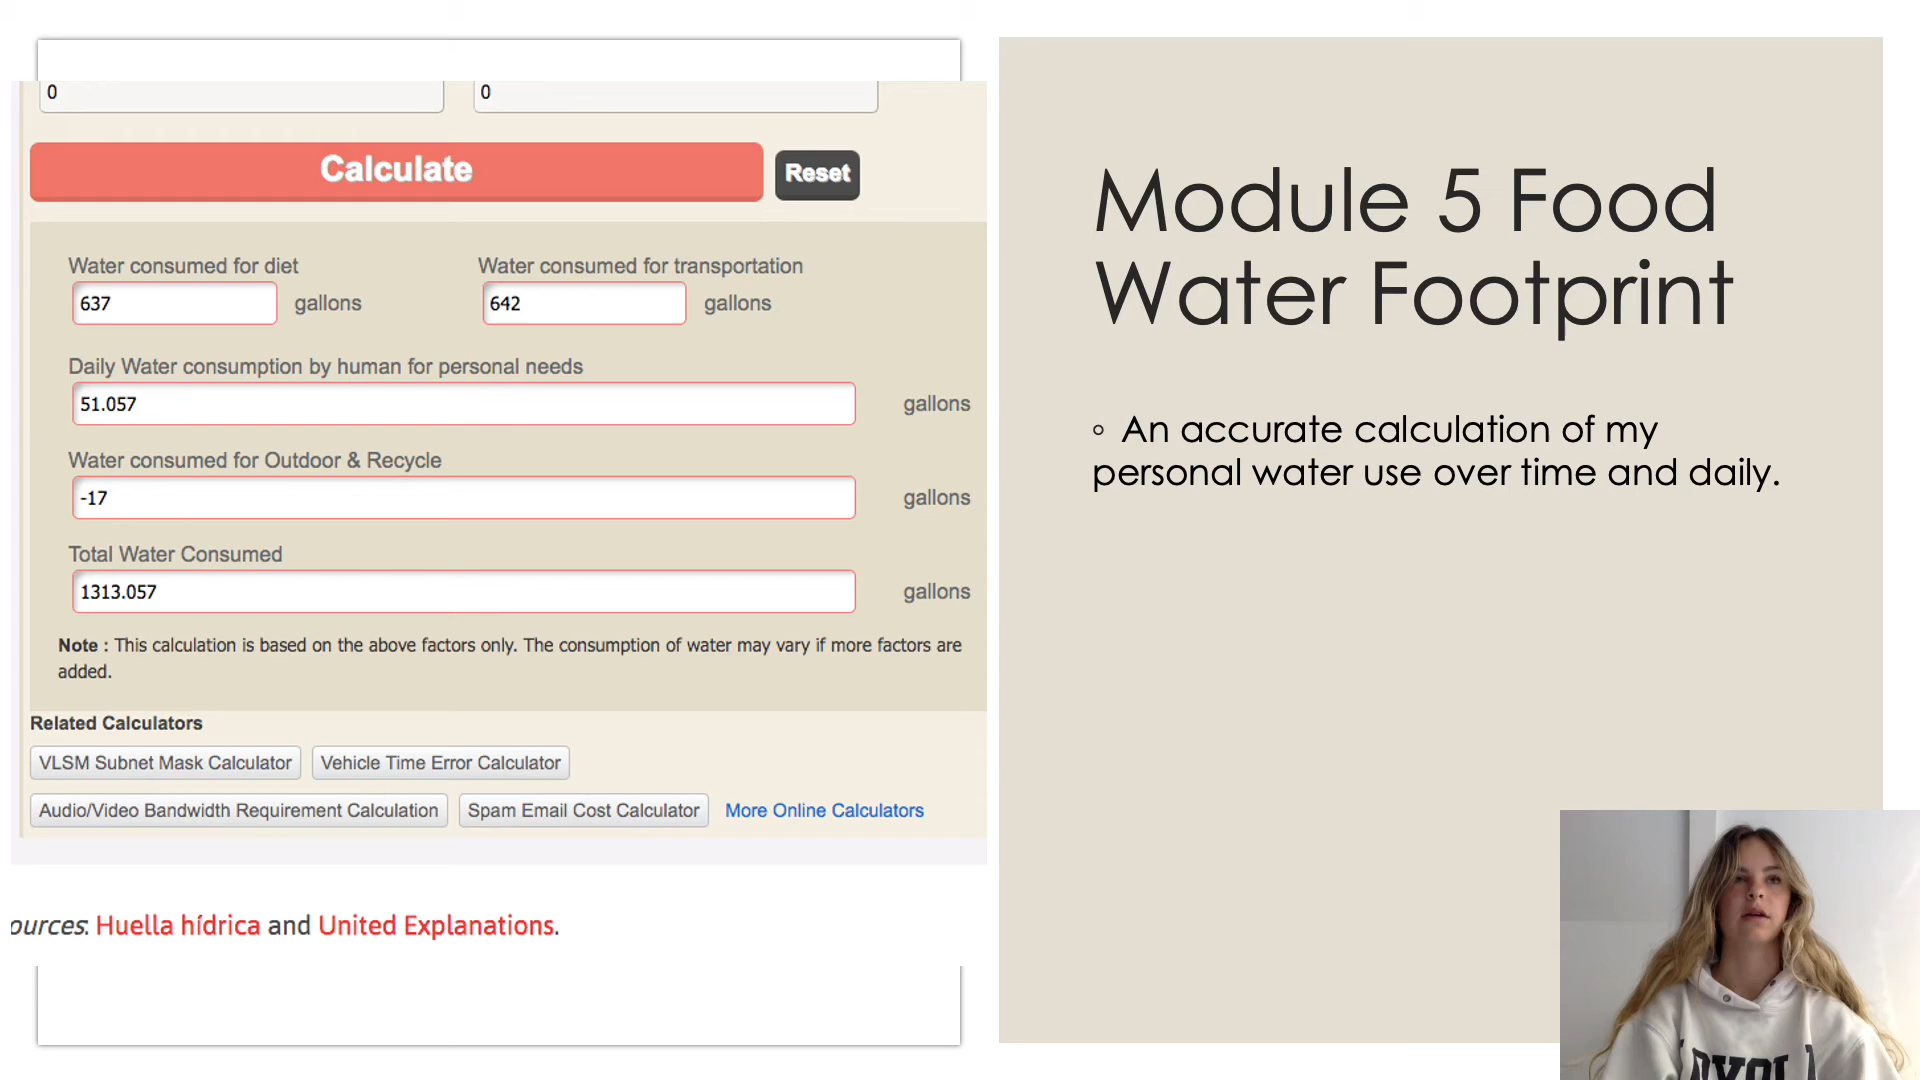 0 0
Calculate Reset
Water consumed for diet Water consumed for transportation
637 gallons 642 gallons
Daily Water consumption by human for personal needs
51.057 gallons
Water consumed for Outdoor & Recycle
-17 gallons
Total Water Consumed
1313.057 gallons
Note : This calculation is based on the above factors only. The consumption of water may vary if more factors are
added.
Related Calculators
VLSM Subnet Mask Calculator Vehicle Time Error Calculator
Audio/Video Bandwidth Requirement Calculation Spam Email Cost Calculator More Online Calculators
ources: Huella hídrica and United Explanations.
Module 5 Food
Water Footprint
◦ An accurate calculation of my
personal water use over time and daily.